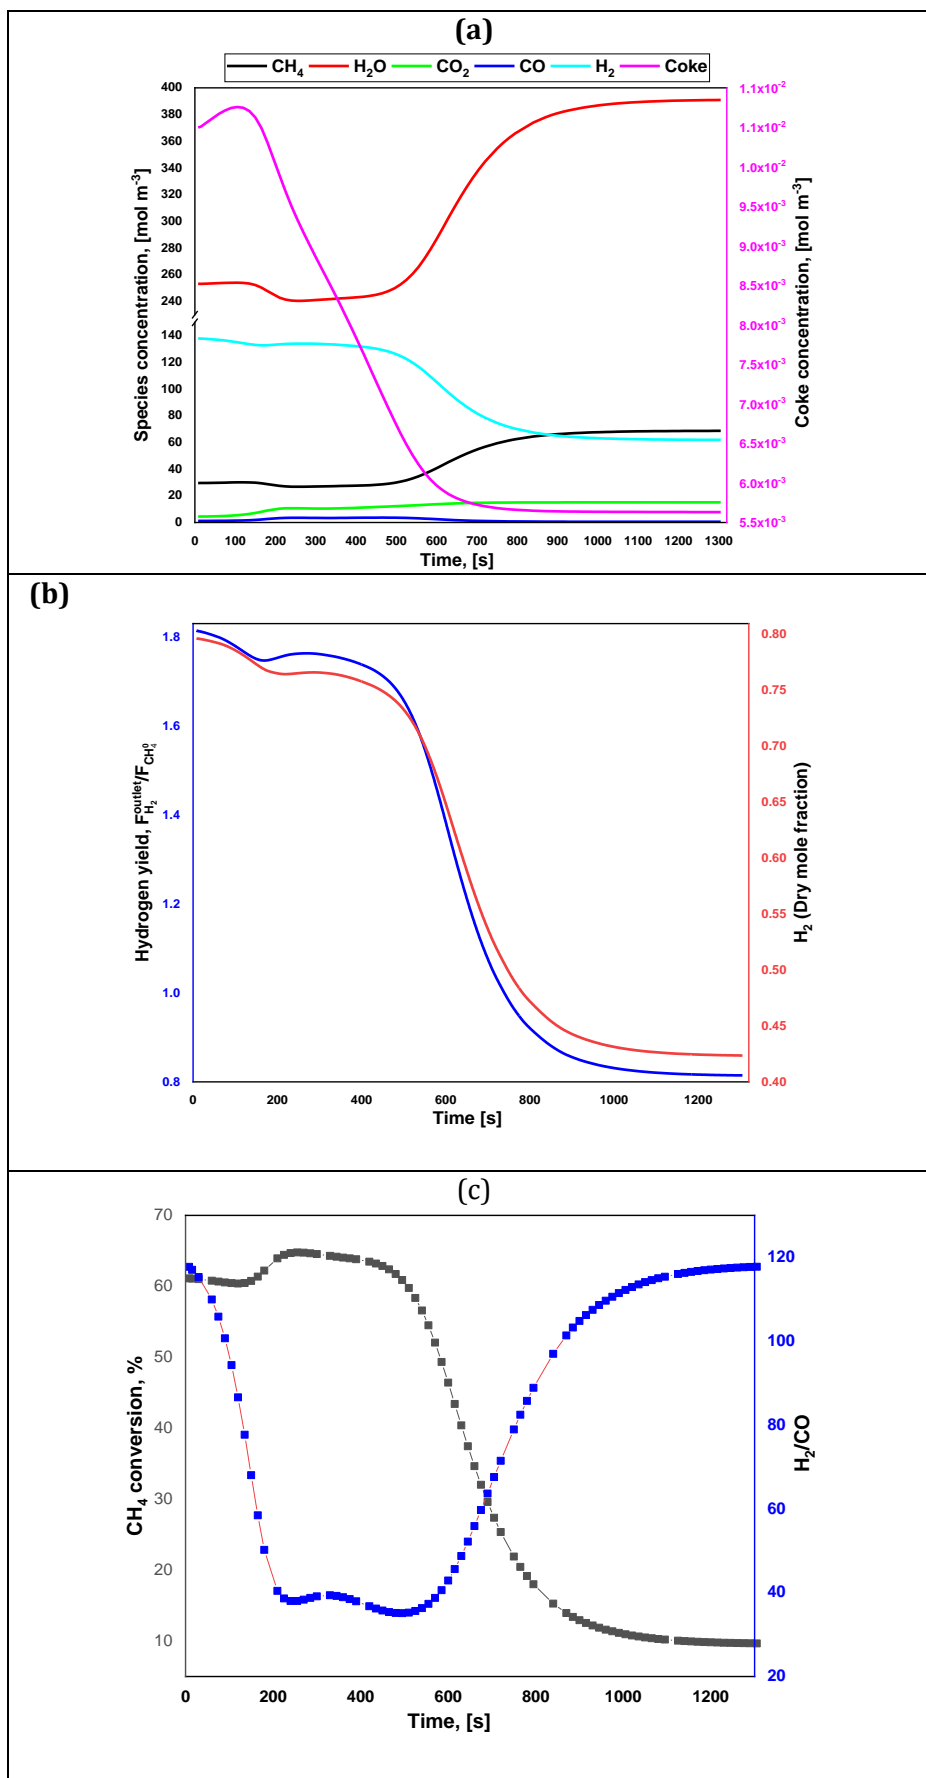 (a)
CH₄ H₂O CO₂ CO H₂ Coke
400
380
360
340
320
300
280
260
240
140
120
100
80
60
40
20
0
Species concentration, [mol m⁻³]
1.1x10⁻²
1.1x10⁻²
1.0x10⁻²
9.5x10⁻³
9.0x10⁻³
8.5x10⁻³
8.0x10⁻³
7.5x10⁻³
7.0x10⁻³
6.5x10⁻³
6.0x10⁻³
5.5x10⁻³
Coke concentration, [mol m⁻³]
0 100 200 300 400 500 600 700 800 900 1000 1100 1200 1300
Time, [s]
(b)
1.8
1.6
1.4
1.2
1.0
0.8
Hydrogen yield, F_H₂^outlet/F_CH₄⁰
0.80
0.75
0.70
0.65
0.60
0.55
0.50
0.45
0.40
H₂ (Dry mole fraction)
0 200 400 600 800 1000 1200
Time [s]
(c)
70
60
50
40
30
20
10
CH₄ conversion, %
120
100
80
60
40
20
H₂/CO
0 200 400 600 800 1000 1200
Time, [s]